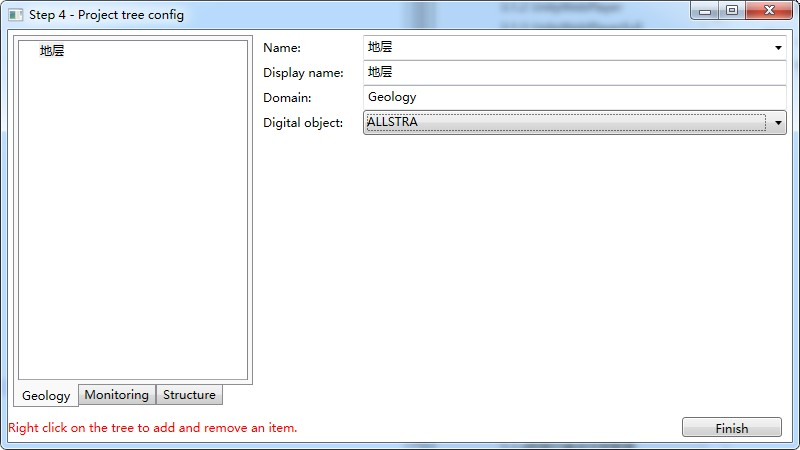 Step 4 - Project tree config
地层
Name: 地层
Display name: 地层
Domain: Geology
Digital object: ALLSTRA
Geology Monitoring Structure
Right click on the tree to add and remove an item.
Finish